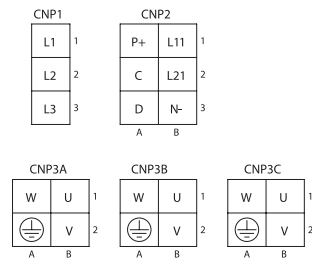 CNP1 CNP2
L1 1 P+ L11 1
L2 2 C L21 2
L3 3 D N- 3
A B
CNP3A CNP3B CNP3C
W U 1 W U 1 W U 1
V 2 V 2 V 2
A B A B A B